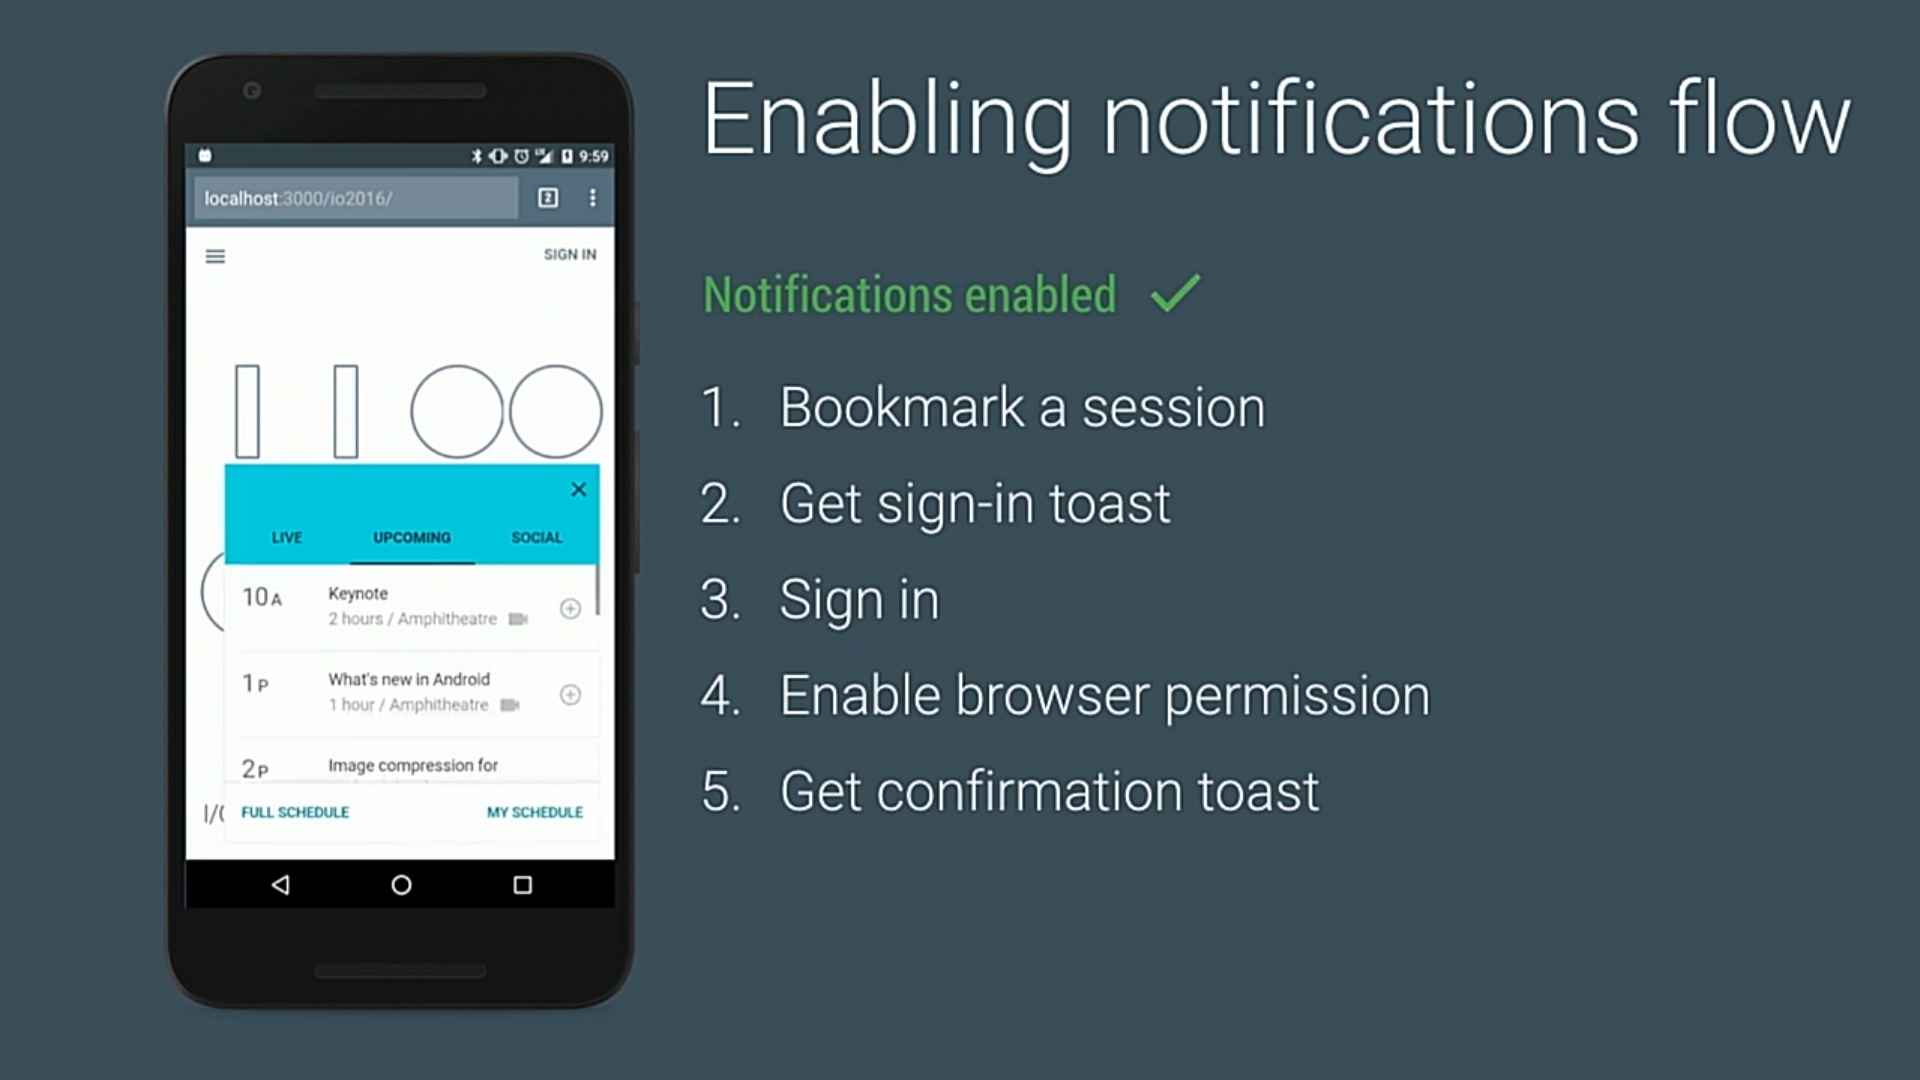 Enabling notifications flow
Notifications enabled
1. Bookmark a session
2. Get sign-in toast
3. Sign in
4. Enable browser permission
5. Get confirmation toast
9:59
localhost:3000/io2016/
2
SIGN IN
LIVE UPCOMING SOCIAL
10A Keynote
2 hours / Amphitheatre
1P What's new in Android
1 hour / Amphitheatre
2P Image compression for
I/
FULL SCHEDULE MY SCHEDULE